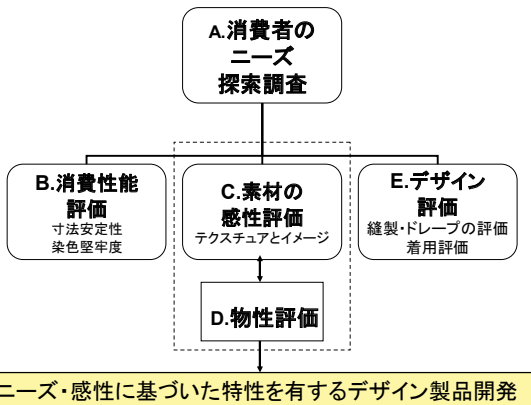 A.消費者の
ニーズ
探索調査
B.消費性能
評価
寸法安定性
染色堅牢度
C.素材の
感性評価
テクスチュアとイメージ
E.デザイン
評価
縫製・ドレープの評価
着用評価
D.物性評価
ニーズ・感性に基づいた特性を有するデザイン製品開発